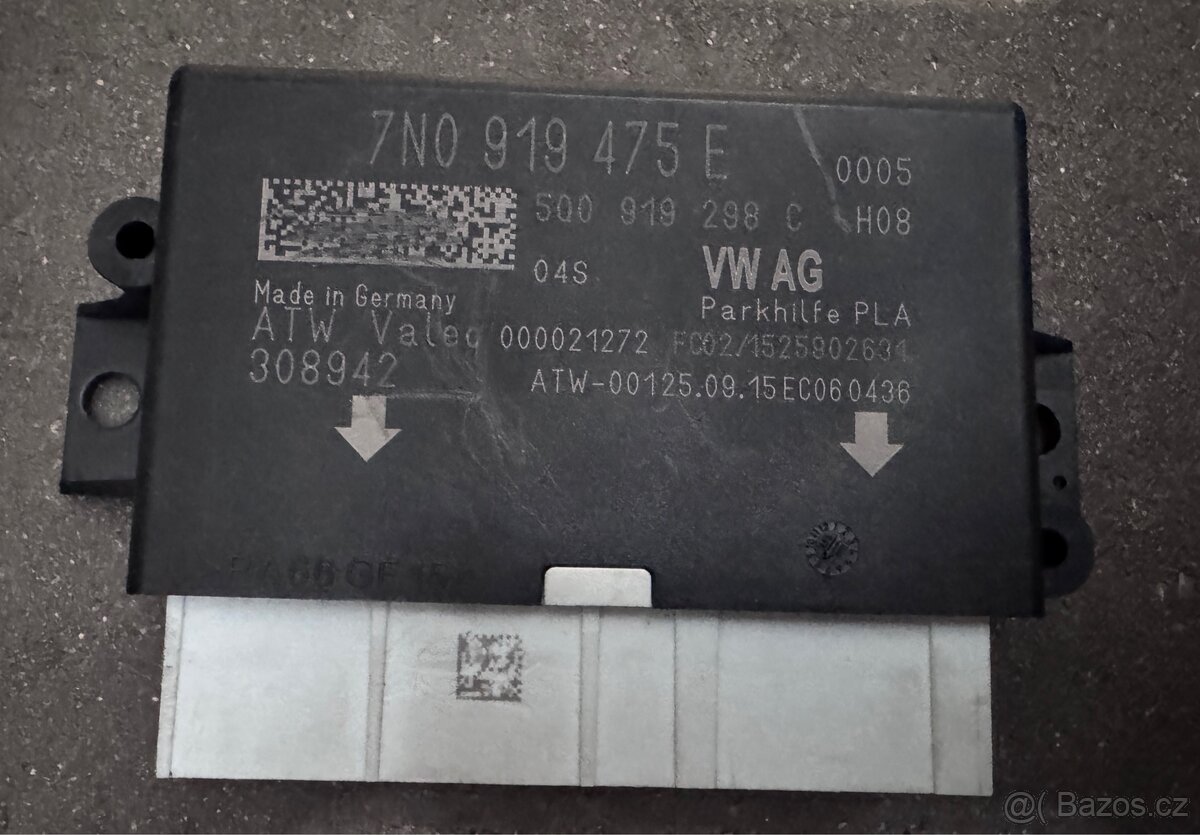 7N0 919 475 E 0005
5Q0 919 298 C H08
04S VW AG
Made in Germany Parkhilfe PLA
ATW Valeo 000021272 FC02/1525902631
308942 ATW-00125.09.15EC060436
@( Bazos.cz